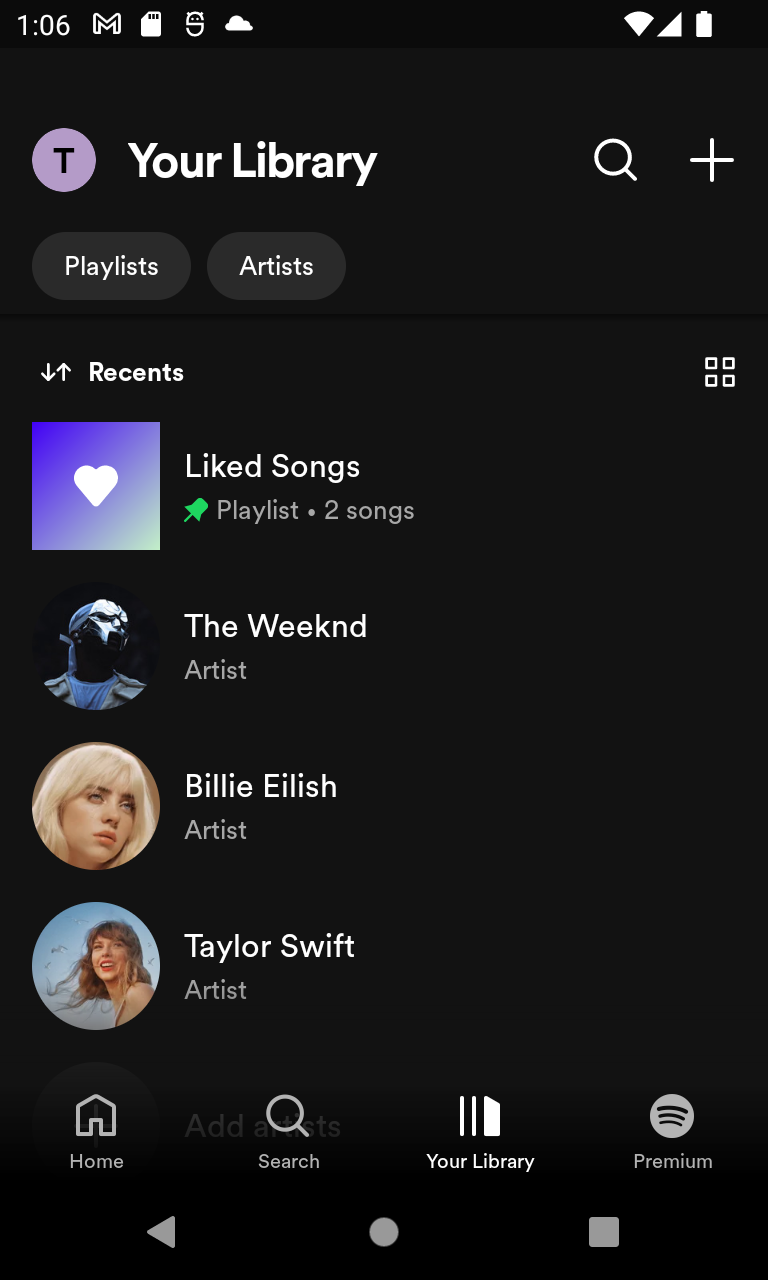 1:06
T
Your Library
Playlists
Artists
Recents
Liked Songs
Playlist • 2 songs
The Weeknd
Artist
Billie Eilish
Artist
Taylor Swift
Artist
Add artists
Home
Search
Your Library
Premium